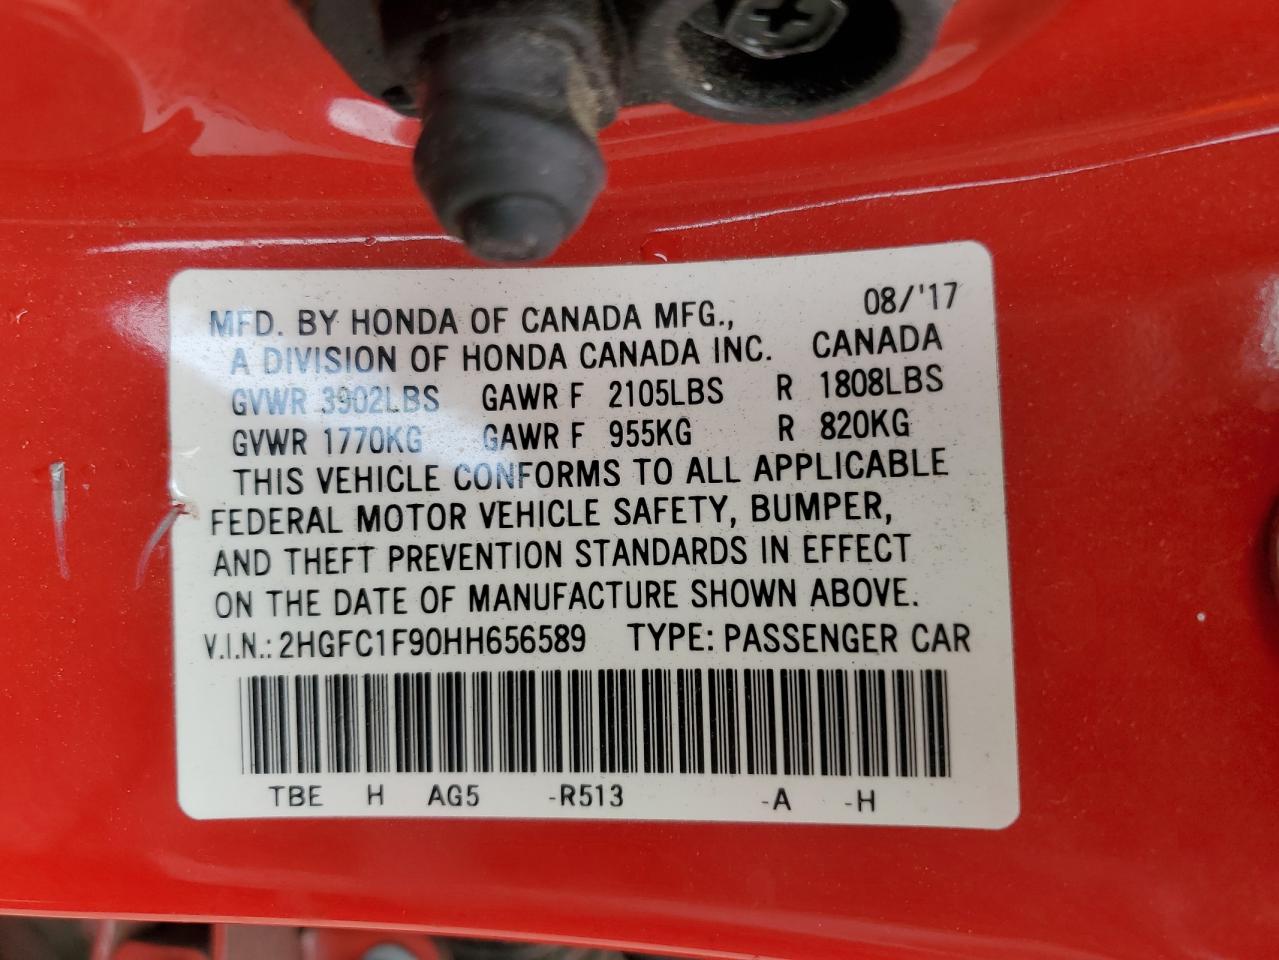 MFD. BY HONDA OF CANADA MFG., 08/'17
A DIVISION OF HONDA CANADA INC. CANADA
GVWR 3902LBS GAWR F 2105LBS R 1808LBS
GVWR 1770KG GAWR F 955KG R 820KG
THIS VEHICLE CONFORMS TO ALL APPLICABLE
FEDERAL MOTOR VEHICLE SAFETY, BUMPER,
AND THEFT PREVENTION STANDARDS IN EFFECT
ON THE DATE OF MANUFACTURE SHOWN ABOVE.
V.I.N.: 2HGFC1F90HH656589 TYPE: PASSENGER CAR
TBE H AG5 -R513 -A -H